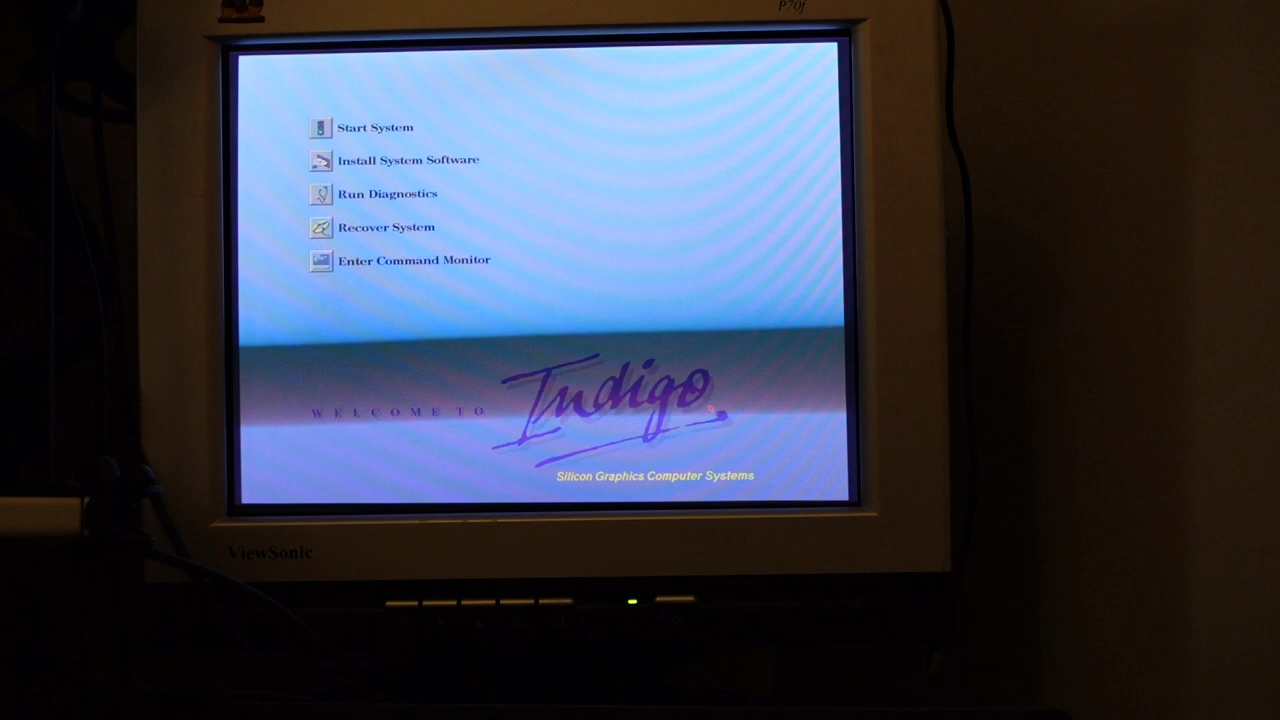 P70f
Start System
Install System Software
Run Diagnostics
Recover System
Enter Command Monitor
WELCOME TO
Indigo
Silicon Graphics Computer Systems
ViewSonic